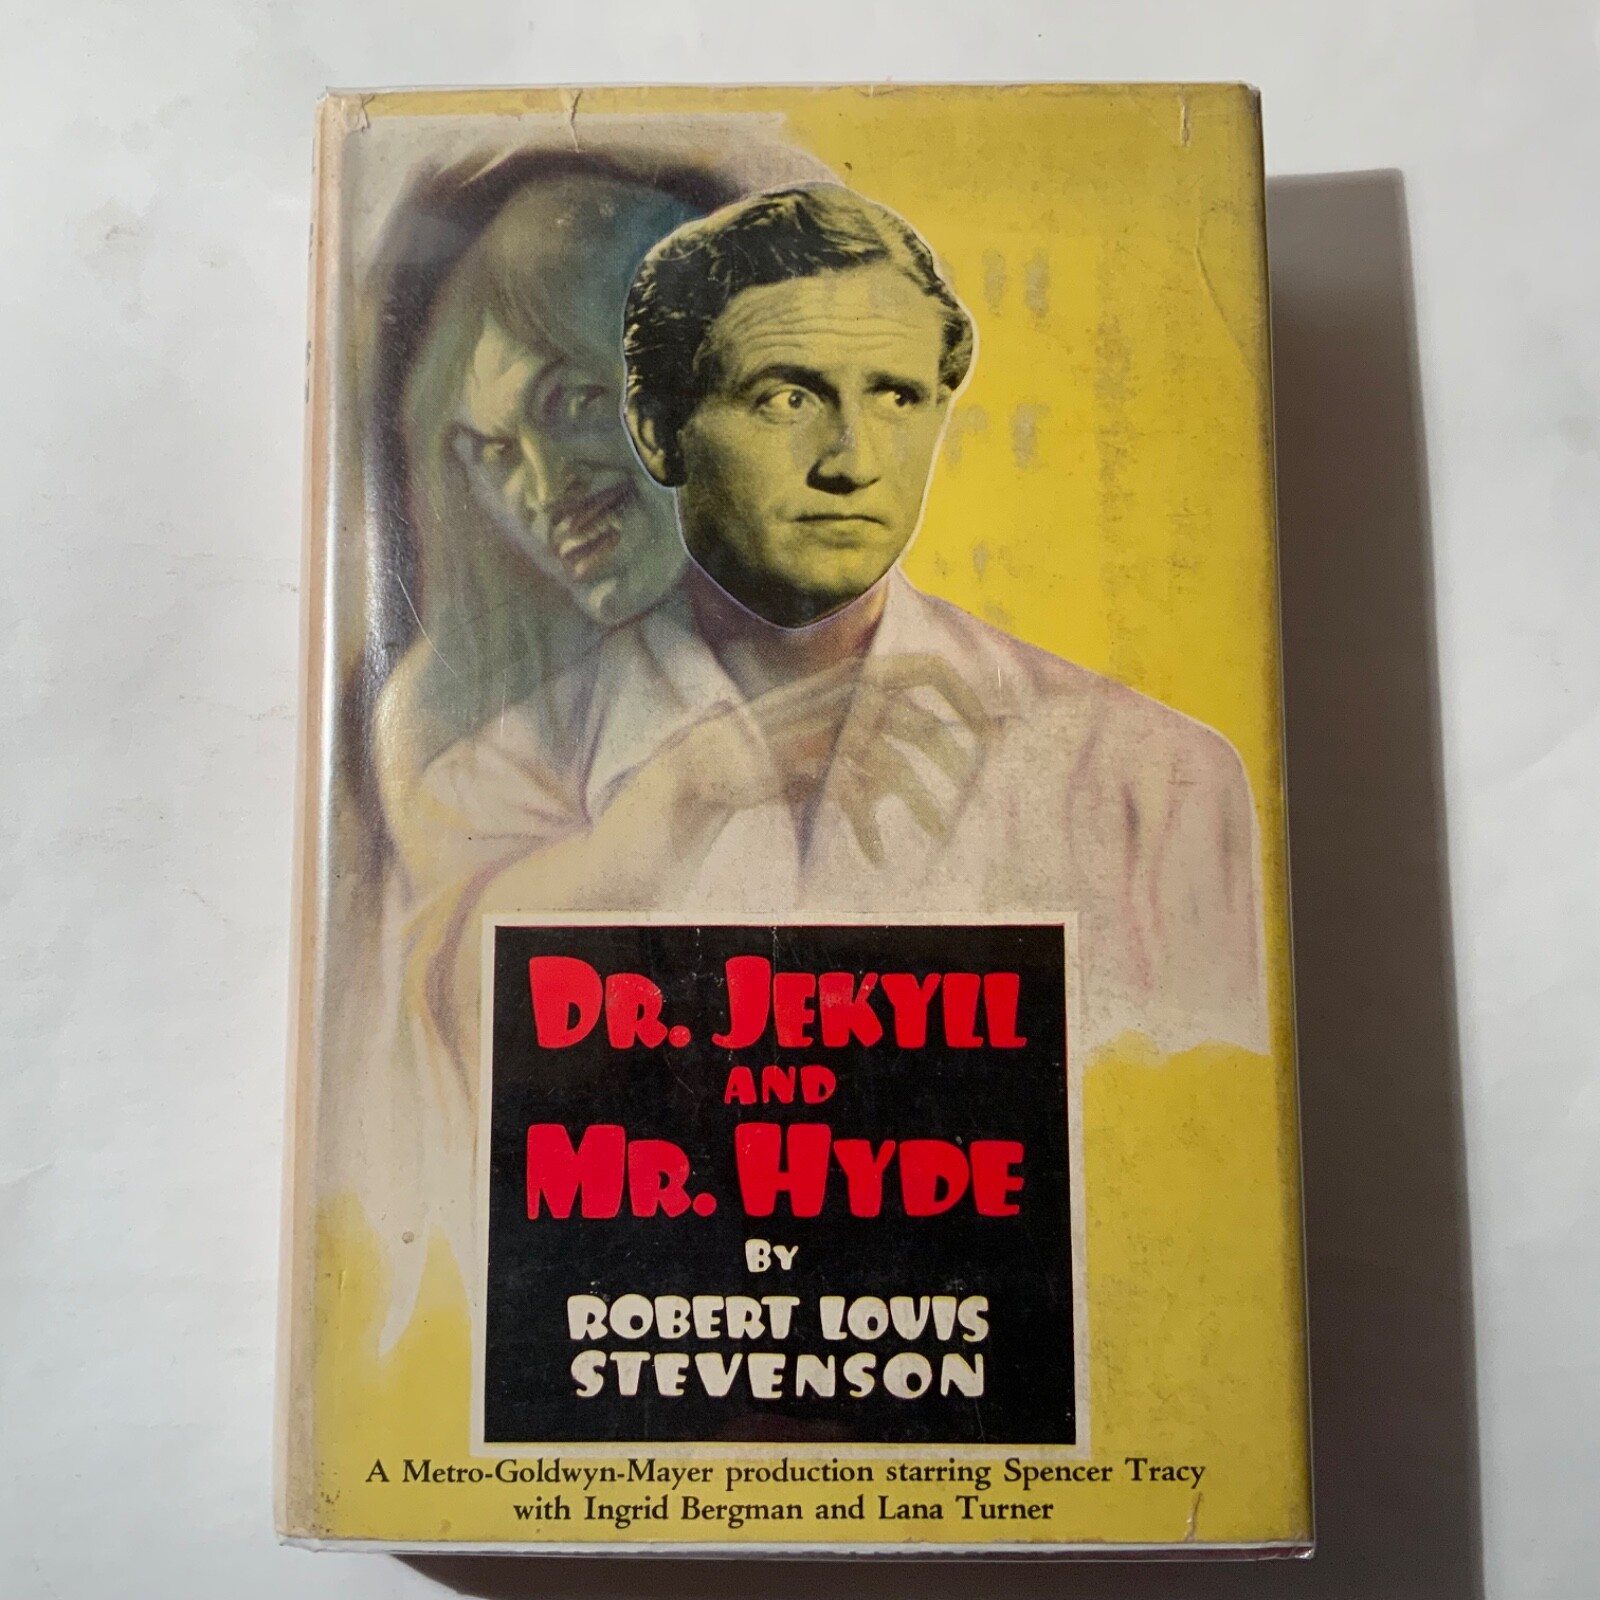 DR. JEKYLL
AND
MR. HYDE
BY
ROBERT LOUIS
STEVENSON
A Metro-Goldwyn-Mayer production starring Spencer Tracy
with Ingrid Bergman and Lana Turner